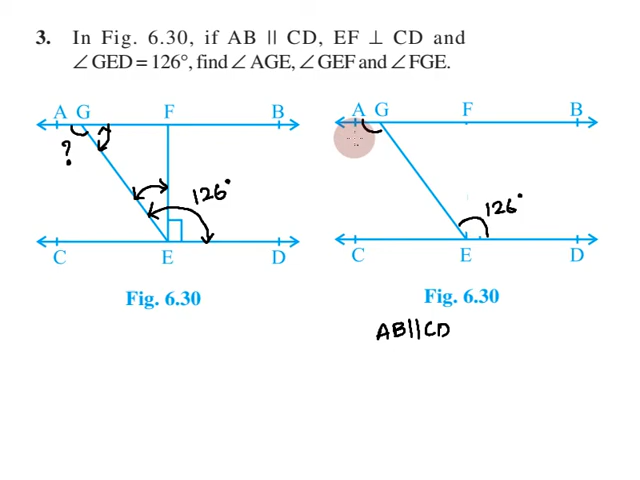 3. In Fig. 6.30, if AB || CD, EF ⊥ CD and
∠ GED = 126°, find ∠ AGE, ∠ GEF and ∠ FGE.
A G F B
?
126°
C E D
Fig. 6.30
A G F B
126°
C E D
Fig. 6.30
AB||CD